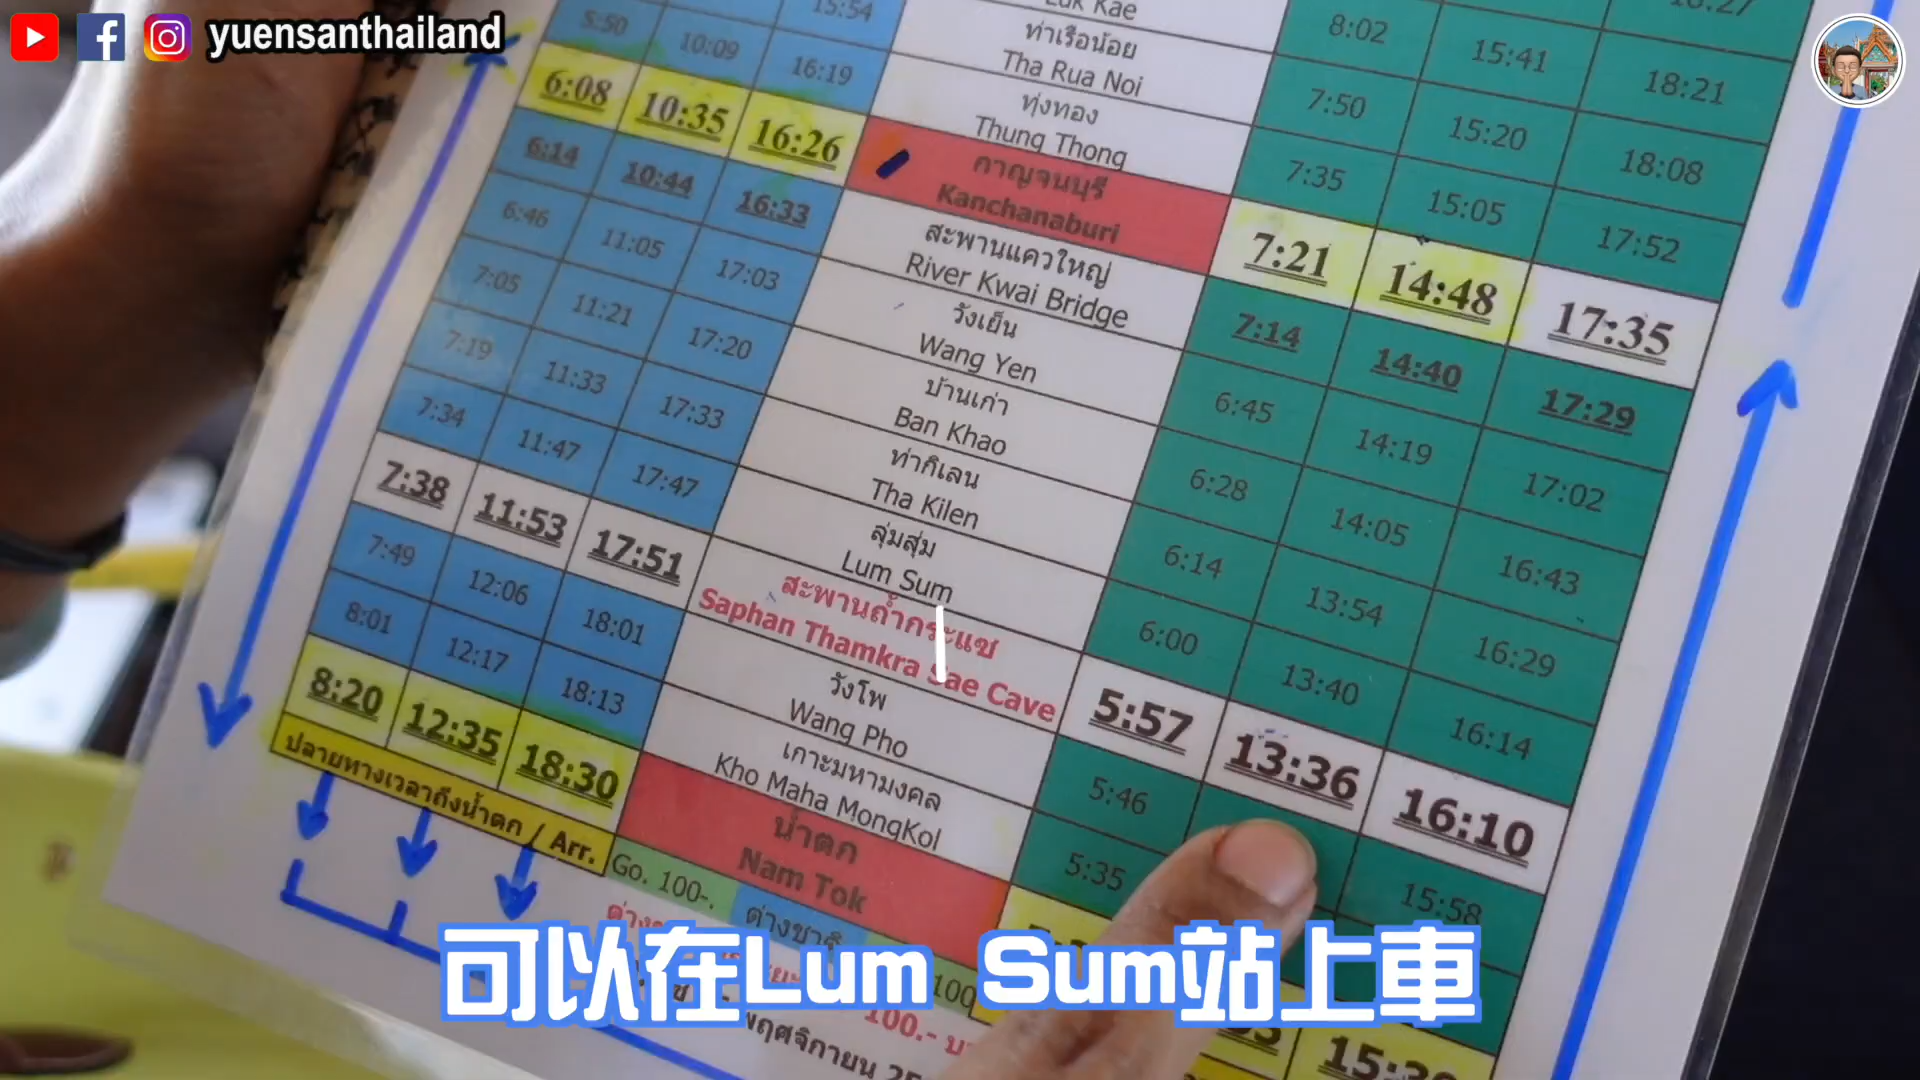 yuensanthailand
15:54
5:50 10:09 16:19
6:08 10:35 16:26
6:14 10:44 16:33
6:46 11:05 17:03
7:05 11:21 17:20
7:19 11:33 17:33
7:34 11:47 17:47
7:38 11:53 17:51
7:49 12:06 18:01
8:01 12:17 18:13
8:20 12:35 18:30
ปลายทางเวลาถึงน้ำตก / Arr.
ท่าเรือน้อย
Tha Rua Noi
ทุ่งทอง
Thung Thong
กาญจนบุรี
Kanchanaburi
สะพานแควใหญ่
River Kwai Bridge
วังเย็น
Wang Yen
บ้านเก่า
Ban Khao
ท่ากิเลน
Tha Kilen
ลุ่มสุ่ม
Lum Sum
สะพานถ้ำกระแซ
Saphan Thamkra Sae Cave
วังโพ
Wang Pho
เกาะมหามงคล
Kho Maha MongKol
น้ำตก
Nam Tok
8:02 15:41 18:21
7:50 15:20 18:08
7:35 15:05 17:52
7:21 14:48 17:35
7:14 14:40 17:29
6:45 14:19 17:02
6:28 14:05 16:43
6:14 13:54 16:29
6:00 13:40 16:14
5:57 13:36 16:10
5:46 15:58
5:35
Go. 100-.
ต่างชาติ
100.-
可以在Lum Sum站上車